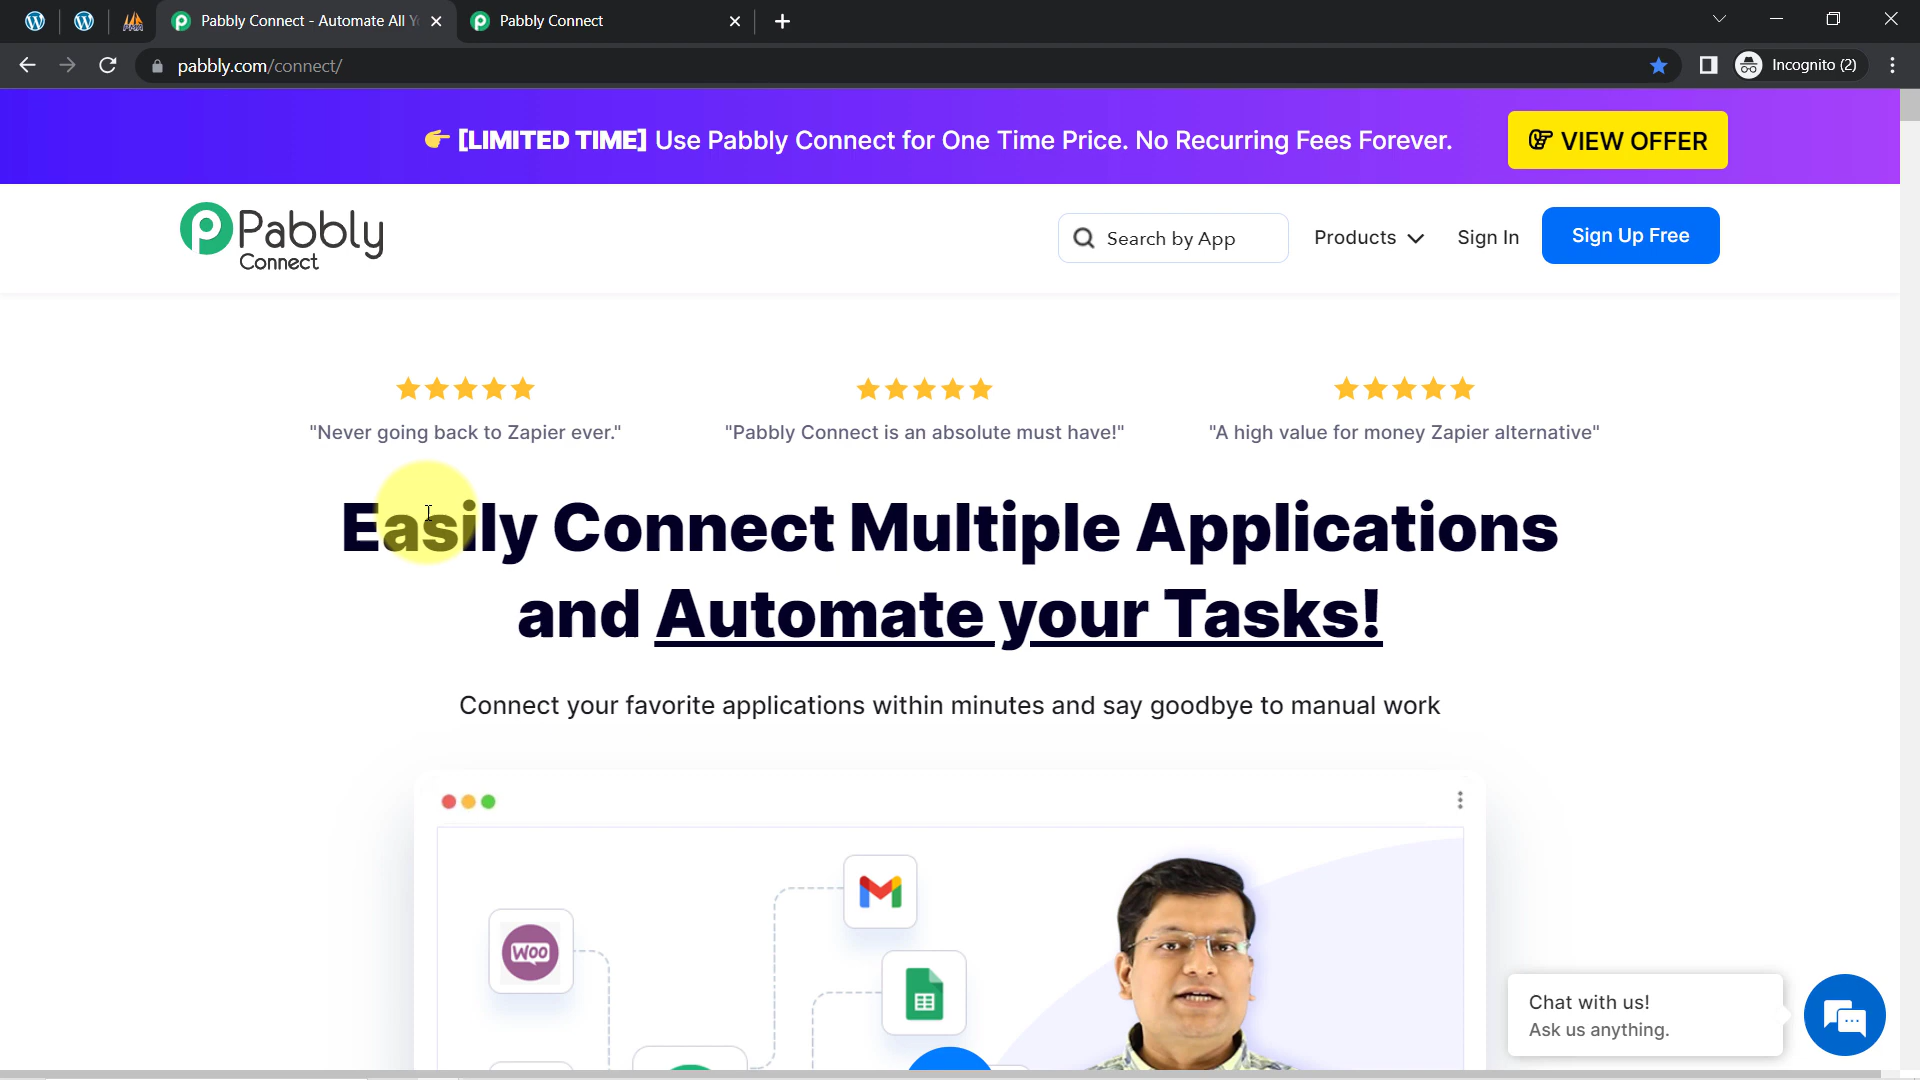 Pabbly Connect - Automate All Y
Pabbly Connect
pabbly.com/connect/
Incognito (2)
[LIMITED TIME] Use Pabbly Connect for One Time Price. No Recurring Fees Forever.
VIEW OFFER
Pabbly
Connect
Search by App
Products
Sign In
Sign Up Free
"Never going back to Zapier ever."
"Pabbly Connect is an absolute must have!"
"A high value for money Zapier alternative"
Easily Connect Multiple Applications
and Automate your Tasks!
Connect your favorite applications within minutes and say goodbye to manual work
WOO
Chat with us!
Ask us anything.